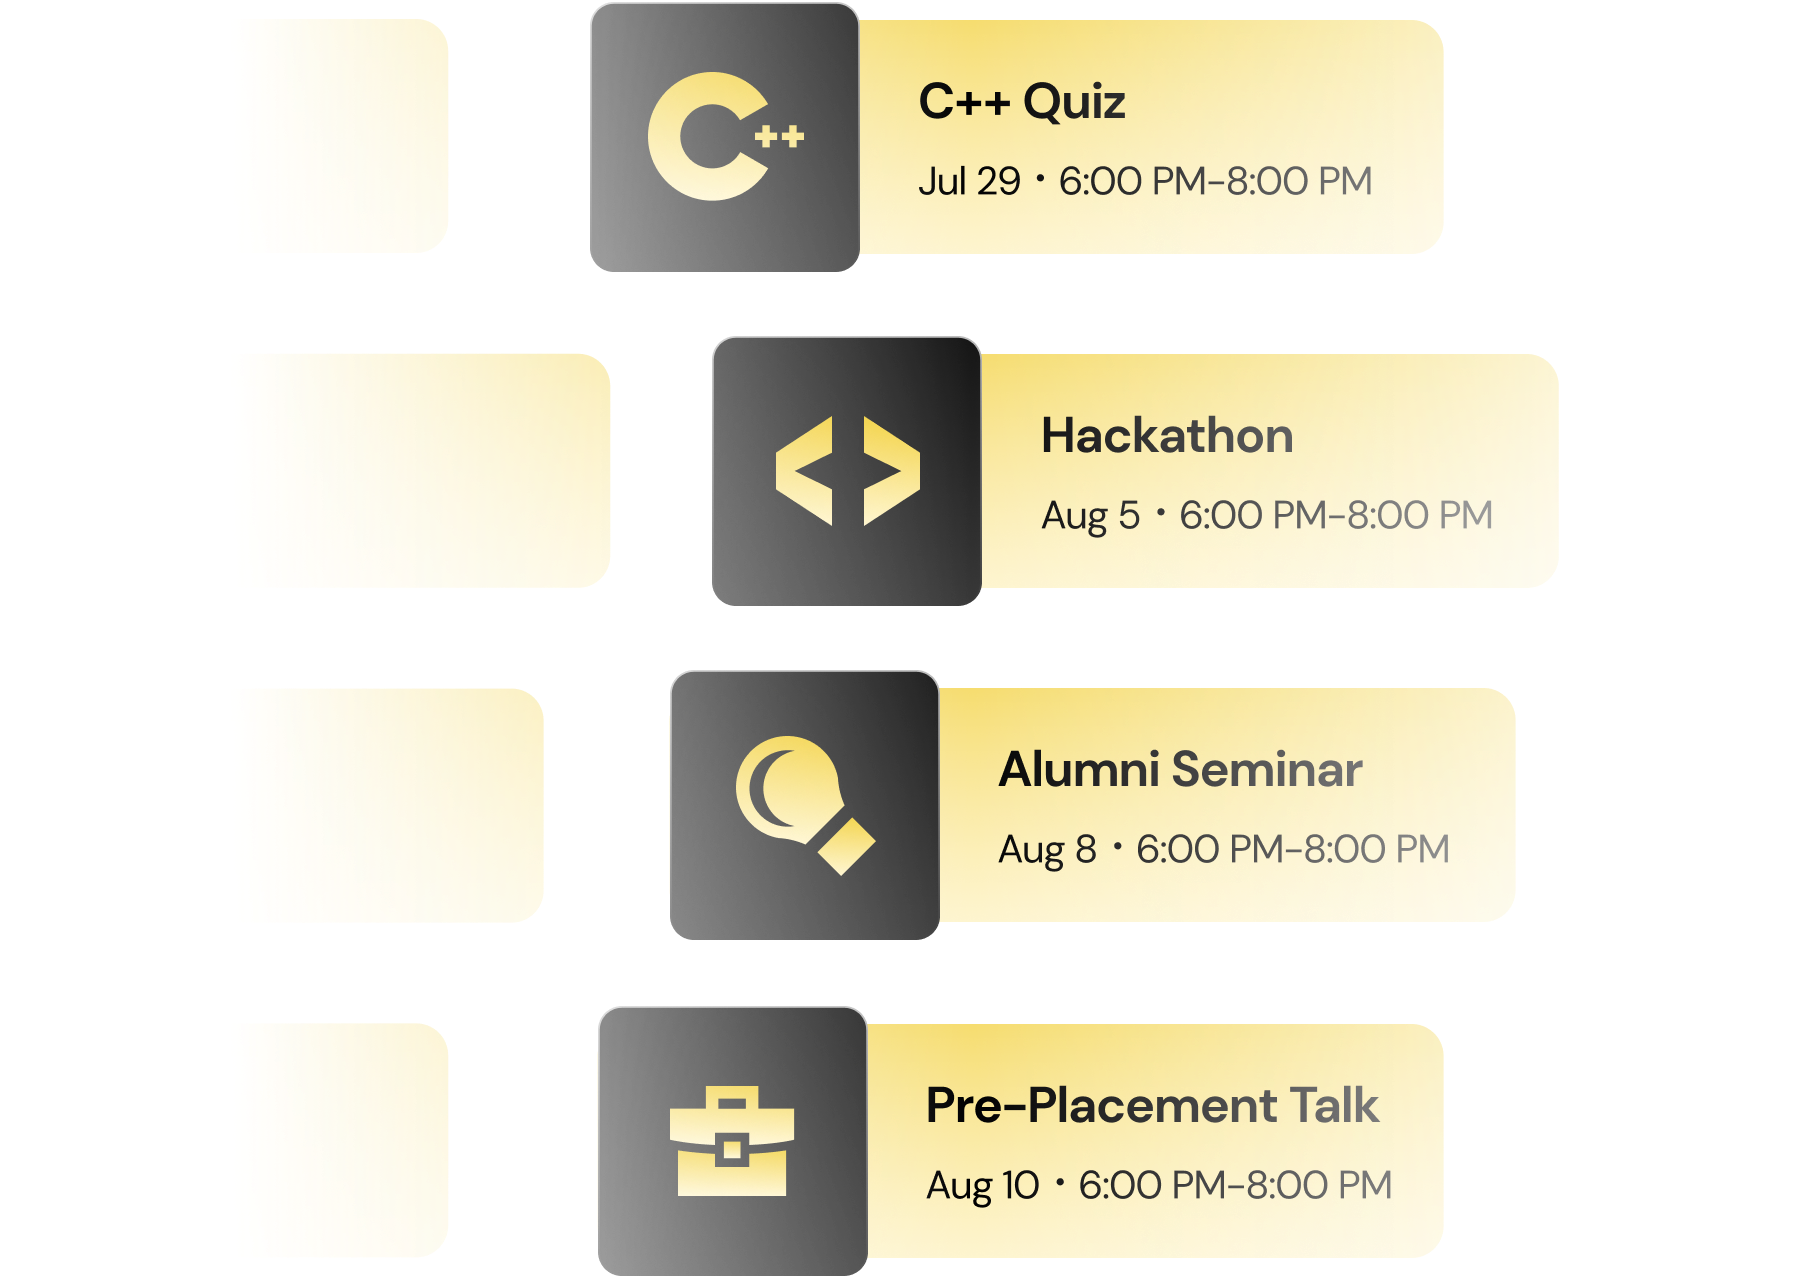 C++
C++ Quiz
Jul 29 • 6:00 PM-8:00 PM
Hackathon
Aug 5 • 6:00 PM-8:00 PM
Alumni Seminar
Aug 8 • 6:00 PM-8:00 PM
Pre-Placement Talk
Aug 10 • 6:00 PM-8:00 PM